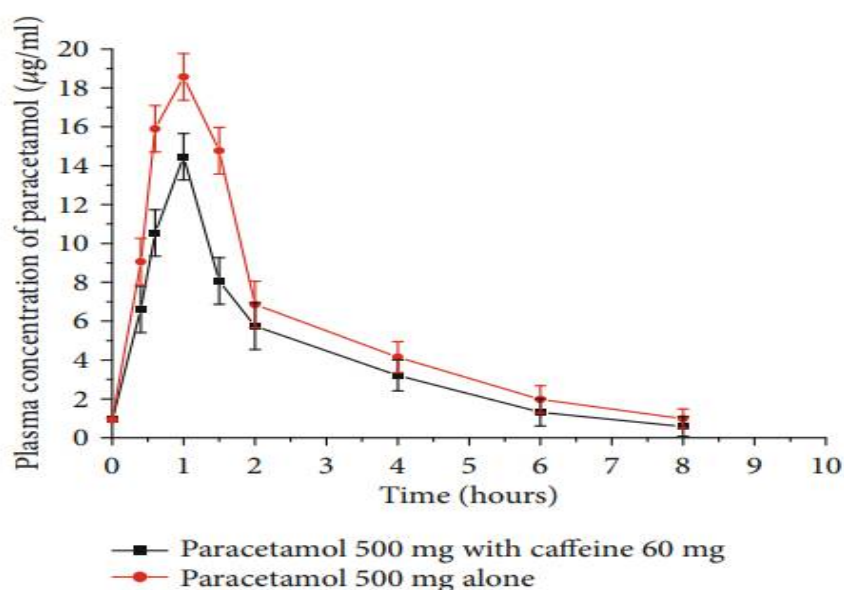 Plasma concentration of paracetamol (μg/ml)
20
18
16
14
12
10
8
6
4
2
0
0 1 2 3 4 5 6 7 8 9 10
Time (hours)
Paracetamol 500 mg with caffeine 60 mg
Paracetamol 500 mg alone